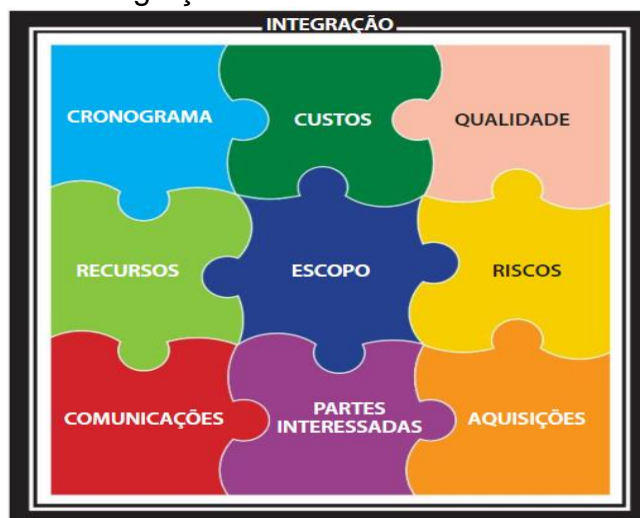 INTEGRAÇÃO
CRONOGRAMA
CUSTOS
QUALIDADE
RECURSOS
ESCOPO
RISCOS
COMUNICAÇÕES
PARTES
INTERESSADAS
AQUISIÇÕES